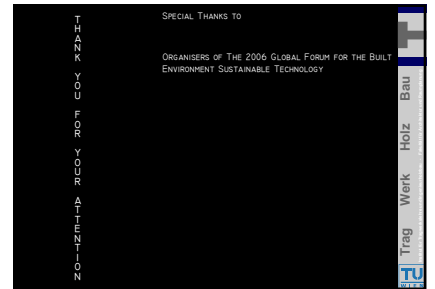 THANK YOU FOR YOUR ATTENTION
SPECIAL THANKS TO
ORGANISERS OF THE 2006 GLOBAL FORUM FOR THE BUILT
ENVIRONMENT SUSTAINABLE TECHNOLOGY
Trag Werk Holz Bau
TU
WIEN